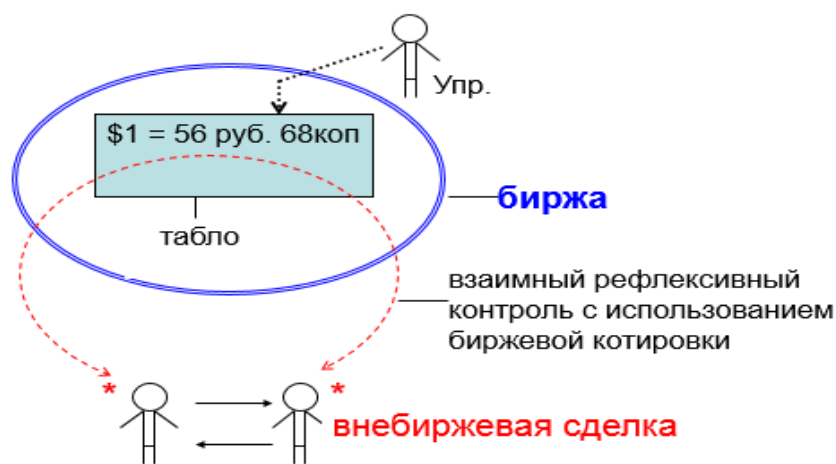 Упр.
$1 = 56 руб. 68коп
биржа
табло
взаимный рефлексивный
контроль с использованием
биржевой котировки
* *
внебиржевая сделка